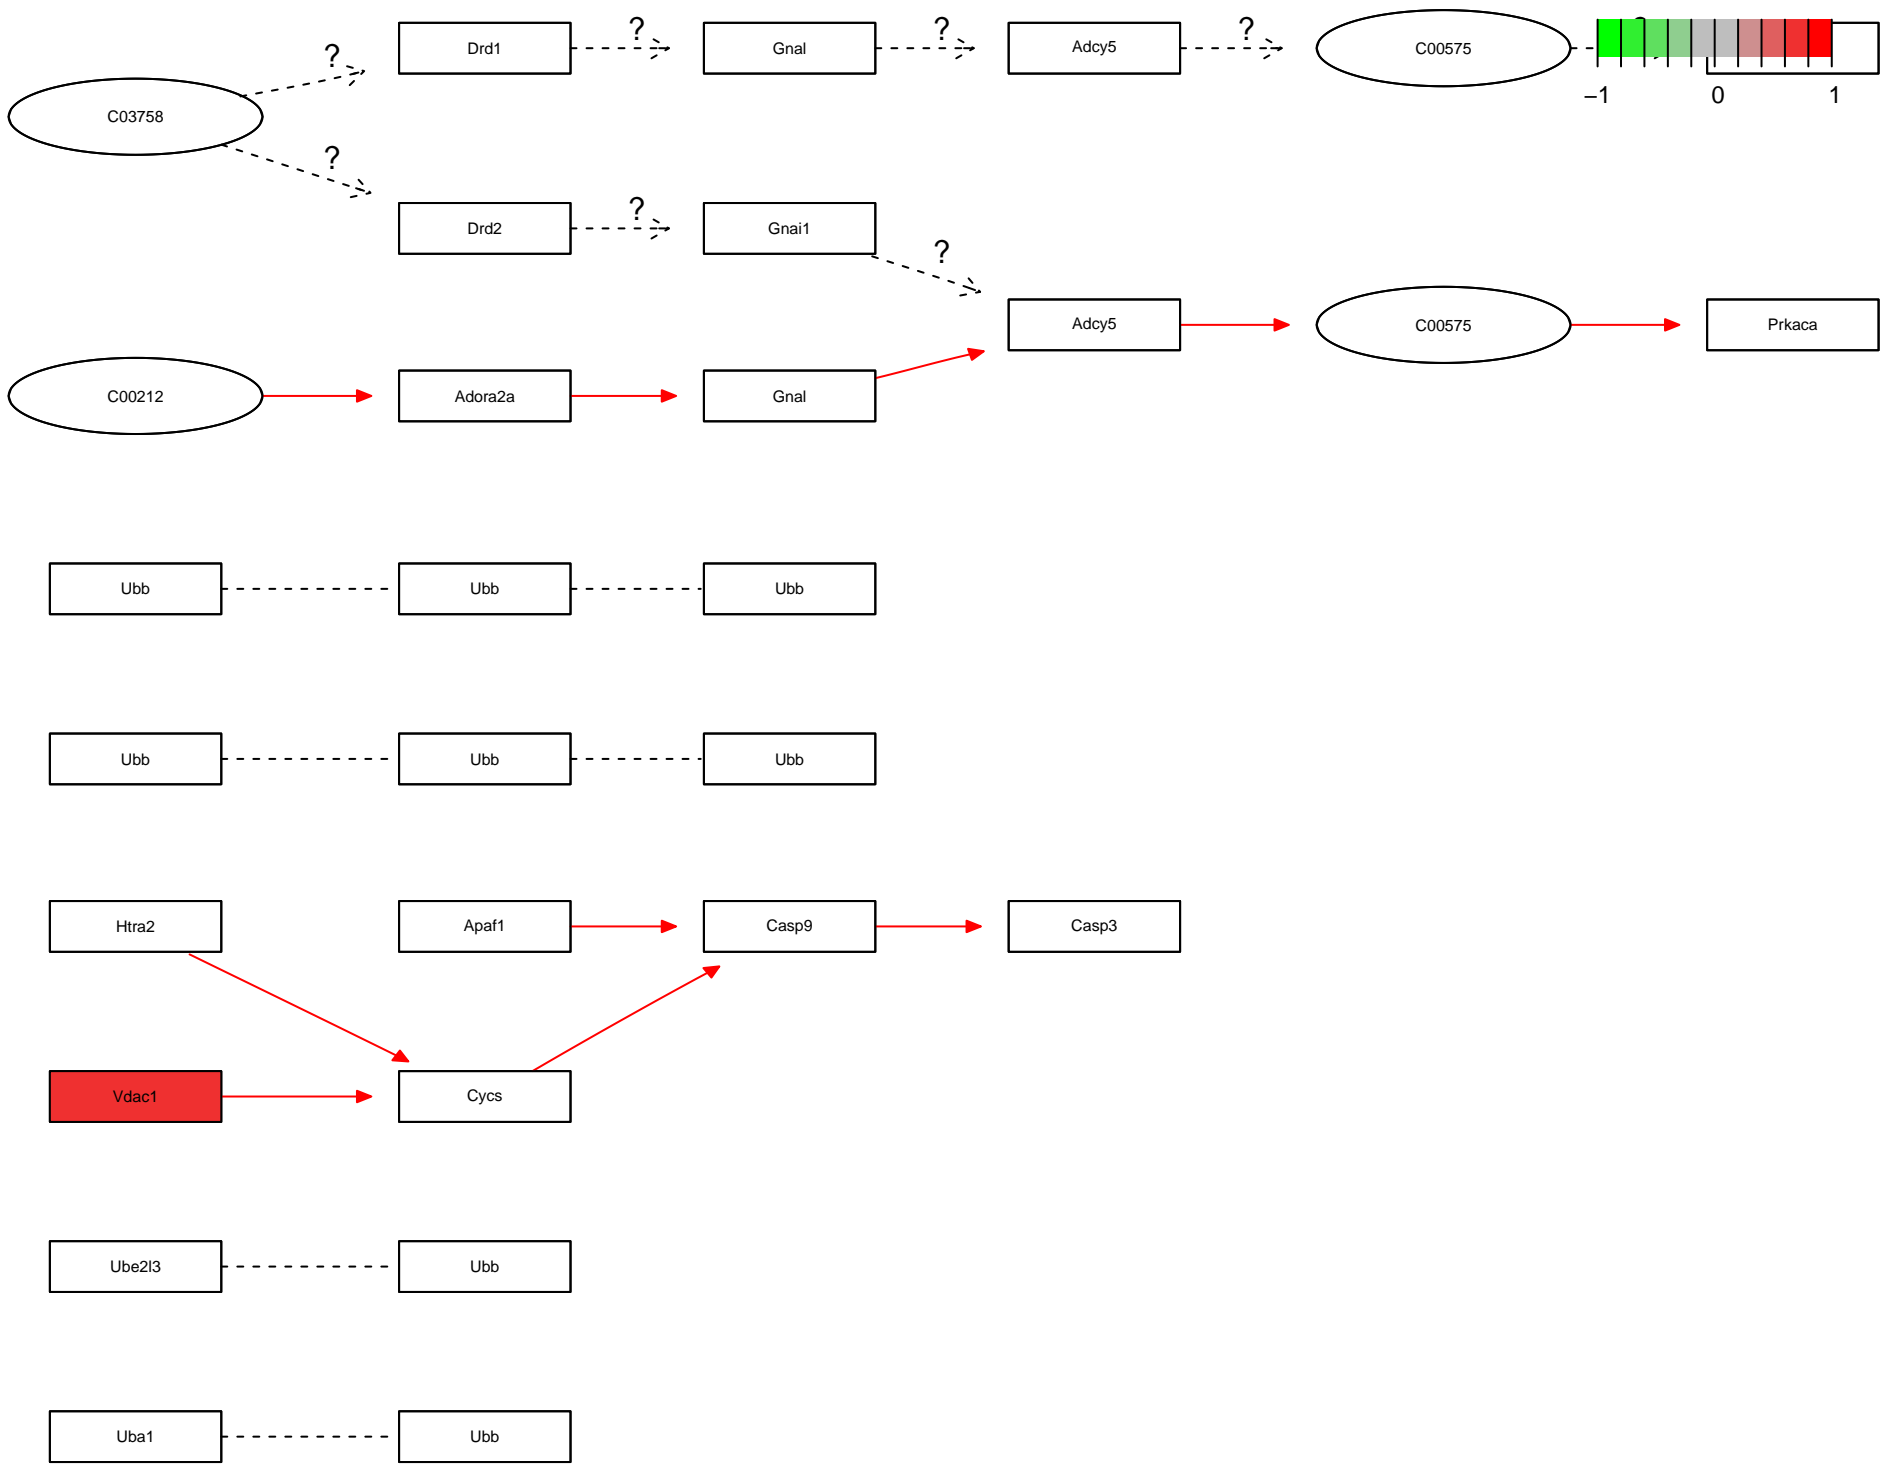 ? ? ? ?
Drd1 Gnal Adcy5 C00575
C03758 −1 0 1
?
Drd2 ? Gnai1 ?
Adcy5 C00575 Prkaca
C00212 Adora2a Gnal
Ubb Ubb Ubb
Ubb Ubb Ubb
Htra2 Apaf1 Casp9 Casp3
Vdac1 Cycs
Ube2l3 Ubb
Uba1 Ubb